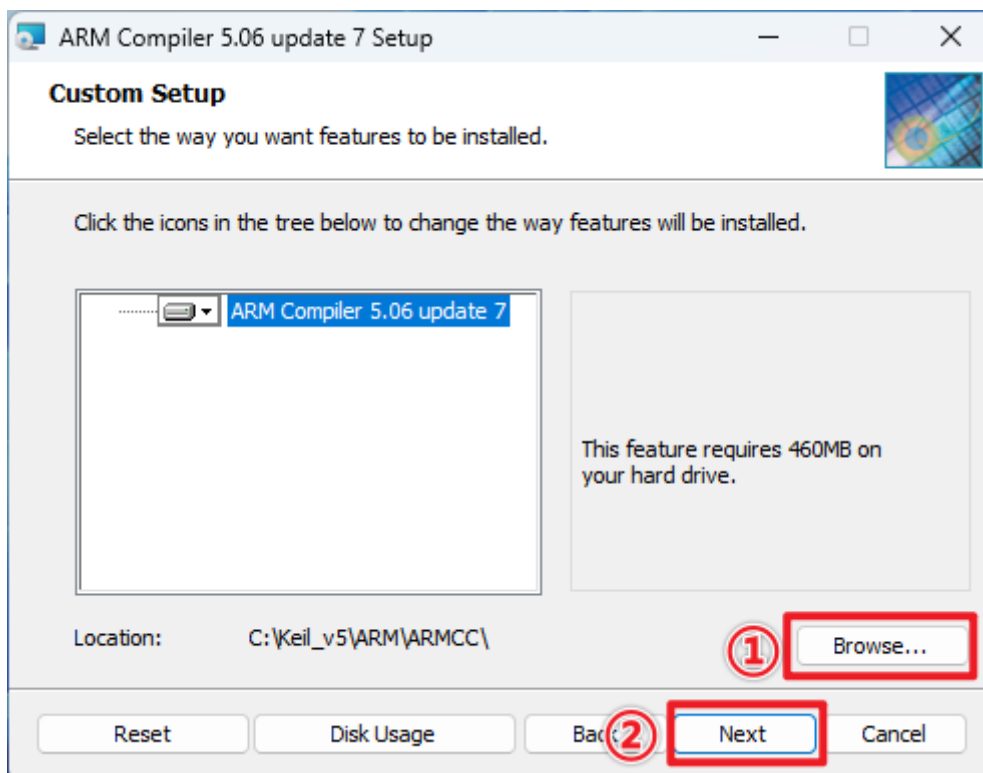 ARM Compiler 5.06 update 7 Setup
Custom Setup
Select the way you want features to be installed.
Click the icons in the tree below to change the way features will be installed.
ARM Compiler 5.06 update 7
This feature requires 460MB on
your hard drive.
Location: C:\Keil_v5\ARM\ARMCC\
① Browse...
Reset Disk Usage Back ② Next Cancel